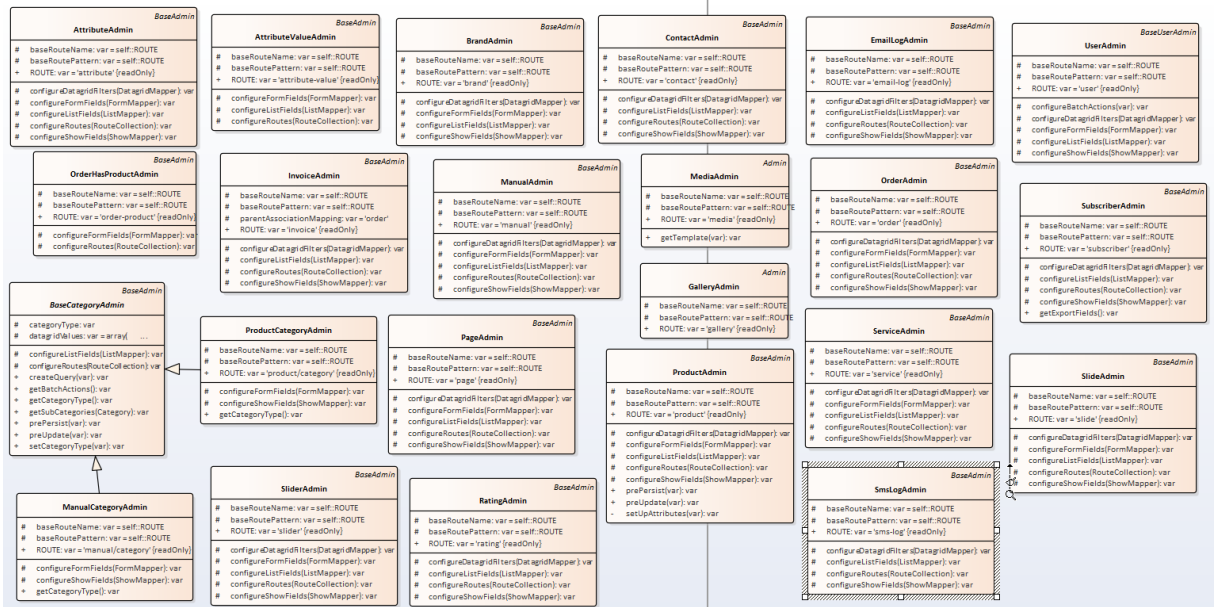 BaseAdmin
AttributeAdmin
# baseRouteName: var = self::ROUTE
# baseRoutePattern: var = self::ROUTE
+ ROUTE: var = 'attribute' {readOnly}
# configureDatagridFilters(DatagridMapper): var
# configureFormFields(FormMapper): var
# configureListFields(ListMapper): var
# configureRoutes(RouteCollection): var
# configureShowFields(ShowMapper): var
BaseAdmin
AttributeValueAdmin
# baseRouteName: var = self::ROUTE
# baseRoutePattern: var = self::ROUTE
+ ROUTE: var = 'attribute-value' {readOnly}
# configureFormFields(FormMapper): var
# configureListFields(ListMapper): var
# configureRoutes(RouteCollection): var
BaseAdmin
BrandAdmin
# baseRouteName: var = self::ROUTE
# baseRoutePattern: var = self::ROUTE
+ ROUTE: var = 'brand' {readOnly}
# configureDatagridFilters(DatagridMapper): var
# configureFormFields(FormMapper): var
# configureListFields(ListMapper): var
# configureShowFields(ShowMapper): var
BaseAdmin
ContactAdmin
# baseRouteName: var = self::ROUTE
# baseRoutePattern: var = self::ROUTE
+ ROUTE: var = 'contact' {readOnly}
# configureDatagridFilters(DatagridMapper): var
# configureListFields(ListMapper): var
# configureRoutes(RouteCollection): var
# configureShowFields(ShowMapper): var
BaseAdmin
EmailLogAdmin
# baseRouteName: var = self::ROUTE
# baseRoutePattern: var = self::ROUTE
+ ROUTE: var = 'email-log' {readOnly}
# configureDatagridFilters(DatagridMapper): var
# configureListFields(ListMapper): var
# configureRoutes(RouteCollection): var
# configureShowFields(ShowMapper): var
BaseUserAdmin
UserAdmin
# baseRouteName: var = self::ROUTE
# baseRoutePattern: var = self::ROUTE
+ ROUTE: var = 'user' {readOnly}
# configureBatchActions(var): var
# configureDatagridFilters(DatagridMapper): var
# configureFormFields(FormMapper): var
# configureListFields(ListMapper): var
# configureShowFields(ShowMapper): var
BaseAdmin
OrderHasProductAdmin
# baseRouteName: var = self::ROUTE
# baseRoutePattern: var = self::ROUTE
+ ROUTE: var = 'order-product' {readOnly}
# configureFormFields(FormMapper): var
# configureRoutes(RouteCollection): var
BaseAdmin
InvoiceAdmin
# baseRouteName: var = self::ROUTE
# baseRoutePattern: var = self::ROUTE
# parentAssociationMapping: var = 'order'
+ ROUTE: var = 'invoice' {readOnly}
# configureDatagridFilters(DatagridMapper): var
# configureListFields(ListMapper): var
# configureRoutes(RouteCollection): var
# configureShowFields(ShowMapper): var
BaseAdmin
ManualAdmin
# baseRouteName: var = self::ROUTE
# baseRoutePattern: var = self::ROUTE
+ ROUTE: var = 'manual' {readOnly}
# configureDatagridFilters(DatagridMapper): var
# configureFormFields(FormMapper): var
# configureListFields(ListMapper): var
# configureRoutes(RouteCollection): var
# configureShowFields(ShowMapper): var
Admin
MediaAdmin
# baseRouteName: var = self::ROUTE
# baseRoutePattern: var = self::ROUTE
+ ROUTE: var = 'media' {readOnly}
+ getTemplate(var): var
BaseAdmin
OrderAdmin
# baseRouteName: var = self::ROUTE
# baseRoutePattern: var = self::ROUTE
+ ROUTE: var = 'order' {readOnly}
# configureDatagridFilters(DatagridMapper): var
# configureFormFields(FormMapper): var
# configureListFields(ListMapper): var
# configureRoutes(RouteCollection): var
# configureShowFields(ShowMapper): var
BaseAdmin
SubscriberAdmin
# baseRouteName: var = self::ROUTE
# baseRoutePattern: var = self::ROUTE
+ ROUTE: var = 'subscriber' {readOnly}
# configureDatagridFilters(DatagridMapper): var
# configureListFields(ListMapper): var
# configureRoutes(RouteCollection): var
# configureShowFields(ShowMapper): var
+ getExportFields(): var
Admin
GalleryAdmin
# baseRouteName: var = self::ROUTE
# baseRoutePattern: var = self::ROUTE
+ ROUTE: var = 'gallery' {readOnly}
BaseAdmin
BaseCategoryAdmin
# categoryType: var
# datagridValues: var = array( ...
# configureListFields(ListMapper): var
# configureRoutes(RouteCollection): var
+ createQuery(var): var
+ getBatchActions(): var
+ getCategoryType(): var
+ getSubCategories(Category): var
+ prePersist(var): var
+ preUpdate(var): var
+ setCategoryType(var): var
BaseAdmin
ProductCategoryAdmin
# baseRouteName: var = self::ROUTE
# baseRoutePattern: var = self::ROUTE
+ ROUTE: var = 'product/category' {readOnly}
# configureFormFields(FormMapper): var
# configureShowFields(ShowMapper): var
+ getCategoryType(): var
BaseAdmin
PageAdmin
# baseRouteName: var = self::ROUTE
# baseRoutePattern: var = self::ROUTE
+ ROUTE: var = 'page' {readOnly}
# configureDatagridFilters(DatagridMapper): var
# configureFormFields(FormMapper): var
# configureListFields(ListMapper): var
# configureRoutes(RouteCollection): var
# configureShowFields(ShowMapper): var
BaseAdmin
ProductAdmin
# baseRouteName: var = self::ROUTE
# baseRoutePattern: var = self::ROUTE
+ ROUTE: var = 'product' {readOnly}
# configureDatagridFilters(DatagridMapper): var
# configureFormFields(FormMapper): var
# configureListFields(ListMapper): var
# configureRoutes(RouteCollection): var
# configureShowFields(ShowMapper): var
+ prePersist(var): var
+ preUpdate(var): var
- setUpAttributes(var): var
BaseAdmin
ServiceAdmin
# baseRouteName: var = self::ROUTE
# baseRoutePattern: var = self::ROUTE
+ ROUTE: var = 'service' {readOnly}
# configureDatagridFilters(DatagridMapper): var
# configureFormFields(FormMapper): var
# configureListFields(ListMapper): var
# configureRoutes(RouteCollection): var
# configureShowFields(ShowMapper): var
BaseAdmin
SlideAdmin
# baseRouteName: var = self::ROUTE
# baseRoutePattern: var = self::ROUTE
+ ROUTE: var = 'slide' {readOnly}
# configureDatagridFilters(DatagridMapper): var
# configureFormFields(FormMapper): var
# configureListFields(ListMapper): var
# configureRoutes(RouteCollection): var
# configureShowFields(ShowMapper): var
ManualCategoryAdmin
# baseRouteName: var = self::ROUTE
# baseRoutePattern: var = self::ROUTE
+ ROUTE: var = 'manual/category' {readOnly}
# configureFormFields(FormMapper): var
# configureShowFields(ShowMapper): var
+ getCategoryType(): var
BaseAdmin
SliderAdmin
# baseRouteName: var = self::ROUTE
# baseRoutePattern: var = self::ROUTE
+ ROUTE: var = 'slider' {readOnly}
# configureDatagridFilters(DatagridMapper): var
# configureFormFields(FormMapper): var
# configureListFields(ListMapper): var
# configureRoutes(RouteCollection): var
# configureShowFields(ShowMapper): var
BaseAdmin
RatingAdmin
# baseRouteName: var = self::ROUTE
# baseRoutePattern: var = self::ROUTE
+ ROUTE: var = 'rating' {readOnly}
# configureDatagridFilters(DatagridMapper): var
# configureListFields(ListMapper): var
# configureRoutes(RouteCollection): var
# configureShowFields(ShowMapper): var
BaseAdmin
SmsLogAdmin
# baseRouteName: var = self::ROUTE
# baseRoutePattern: var = self::ROUTE
+ ROUTE: var = 'sms-log' {readOnly}
# configureDatagridFilters(DatagridMapper): var
# configureListFields(ListMapper): var
# configureRoutes(RouteCollection): var
# configureShowFields(ShowMapper): var